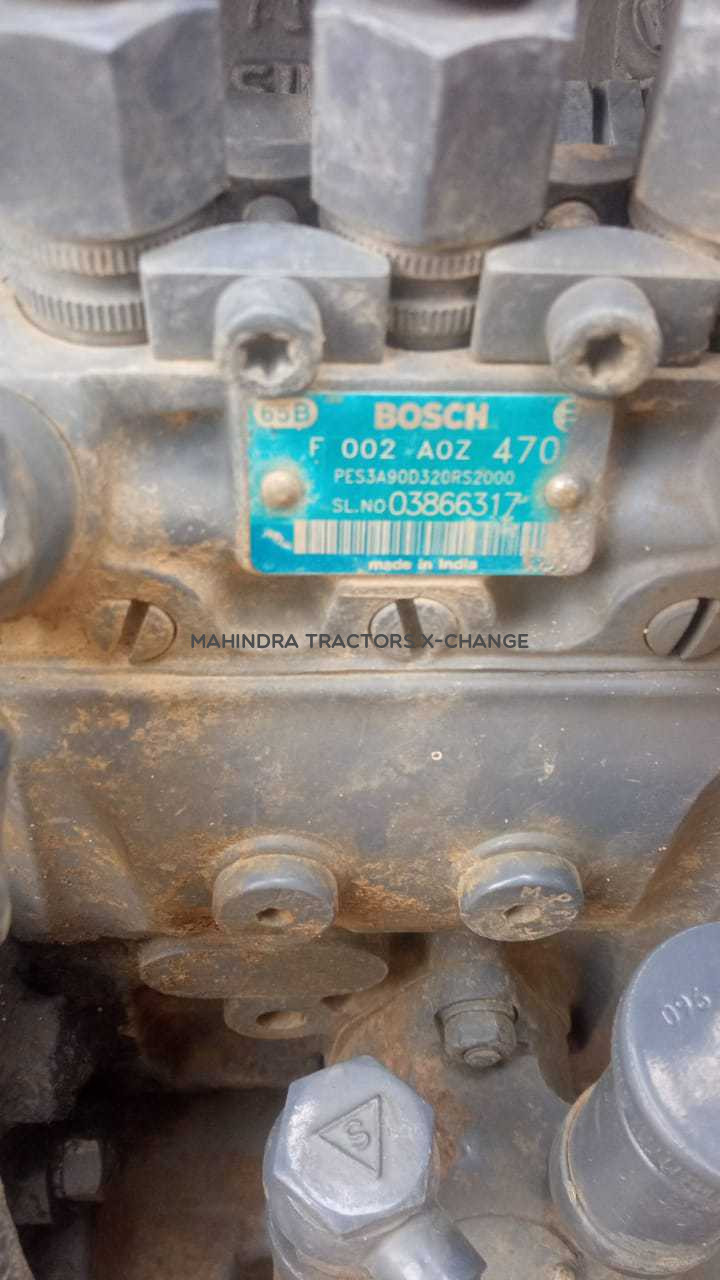 65B BOSCH
F 002 A0Z 470
PES3A90D320RS2000
SL.NO 03866317
made in India
MAHINDRA TRACTORS X-CHANGE
S